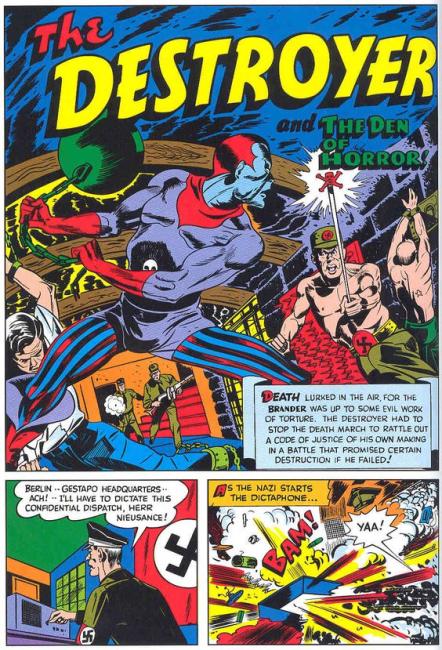 The
DESTROYER
and THE DEN
OF
HORROR!
DEATH LURKED IN THE AIR, FOR THE
BRANDER WAS UP TO SOME EVIL WORK
OF TORTURE. THE DESTROYER HAD TO
STOP THE DEATH MARCH TO RATTLE OUT
A CODE OF JUSTICE OF HIS OWN MAKING
IN A BATTLE THAT PROMISED CERTAIN
DESTRUCTION IF HE FAILED!
BERLIN -- GESTAPO HEADQUARTERS --
ACH! -- I'LL HAVE TO DICTATE THIS
CONFIDENTIAL DISPATCH, HERR
NIEUSANCE!
AS THE NAZI STARTS
THE DICTAPHONE...
BAM!
YAA!